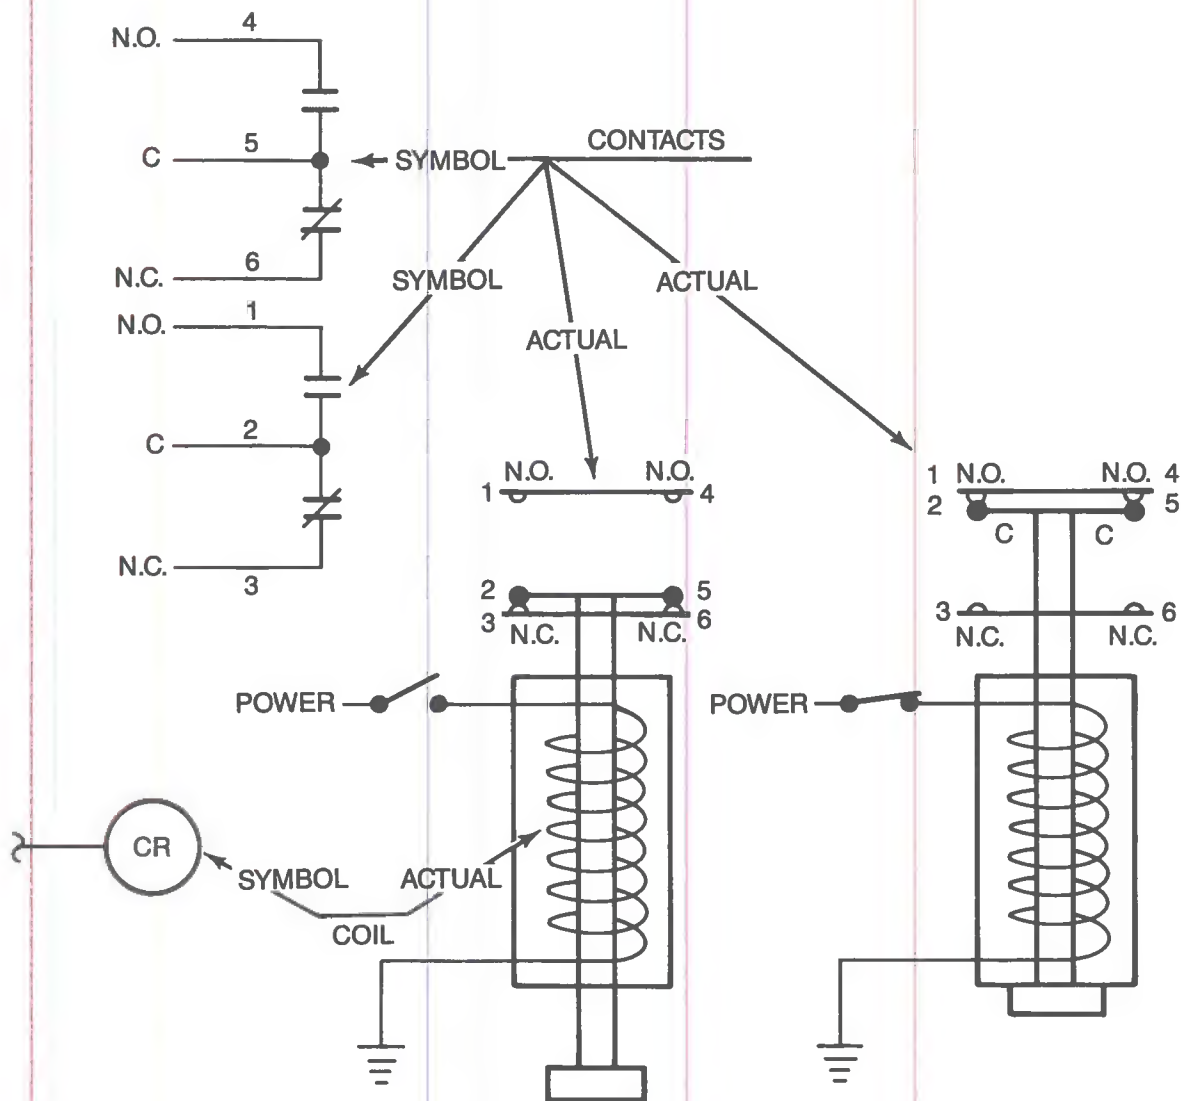 N.O. 4
C 5
N.C. 6
N.O. 1
C 2
N.C. 3
CONTACTS
SYMBOL
SYMBOL
ACTUAL
ACTUAL
N.O. N.O.
1 4
2 5
3 6
N.C. N.C.
POWER
1 N.O. N.O. 4
2 5
C C
3 6
N.C. N.C.
POWER
CR
SYMBOL ACTUAL
COIL